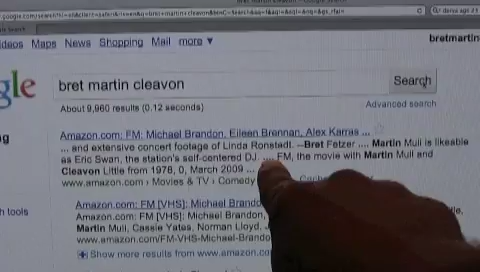 ideos Maps News Shopping Mail more ▼ bretmartin
gle bret martin cleavon Search
About 9,960 results (0.12 seconds) Advanced search
Amazon.com: FM: Michael Brandon, Eileen Brennan, Alex Karras ...
... and extensive concert footage of Linda Ronstadt. --Bret Fetzer .... Martin Mull is likeable
as Eric Swan, the station's self-centered DJ. .... FM, the movie with Martin Mull and
Cleavon Little from 1978, 0, March 2009 ...
www.amazon.com › Movies & TV › Comedy
Amazon.com: FM [VHS]: Michael Brando
Amazon.com: FM [VHS]: Michael Brandon,
Martin Mull, Cassie Yates, Norman Lloyd, J
www.amazon.com/FM-VHS-Michael-Brando
h tools
Show more results from www.amazon.co